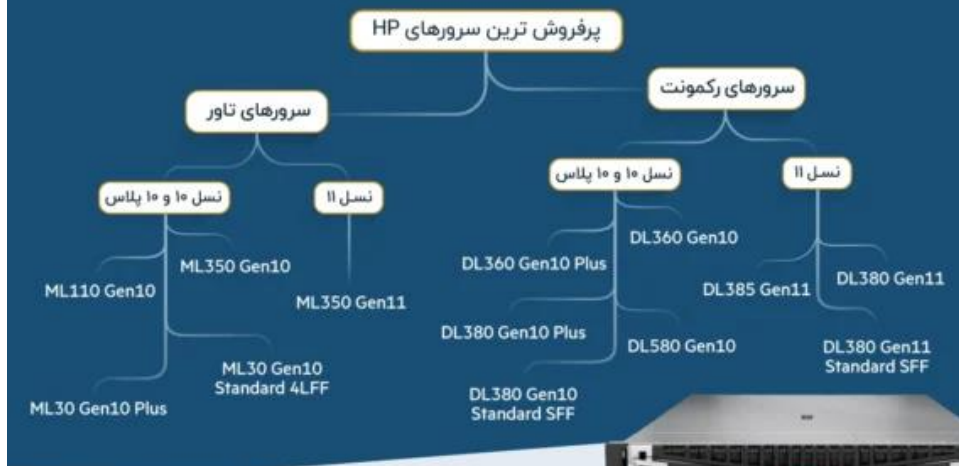 پرفروش ترین سرورهای HP
سرورهای رکمونت
سرورهای تاور
نسل ۱۱
نسل ۱۰ و ۱۰ پلاس
نسل ۱۱
نسل ۱۰ و ۱۰ پلاس
DL380 Gen11
DL385 Gen11
DL380 Gen11
Standard SFF
DL360 Gen10
DL360 Gen10 Plus
DL380 Gen10 Plus
DL580 Gen10
DL380 Gen10
Standard SFF
ML350 Gen11
ML350 Gen10
ML110 Gen10
ML30 Gen10
Standard 4LFF
ML30 Gen10 Plus